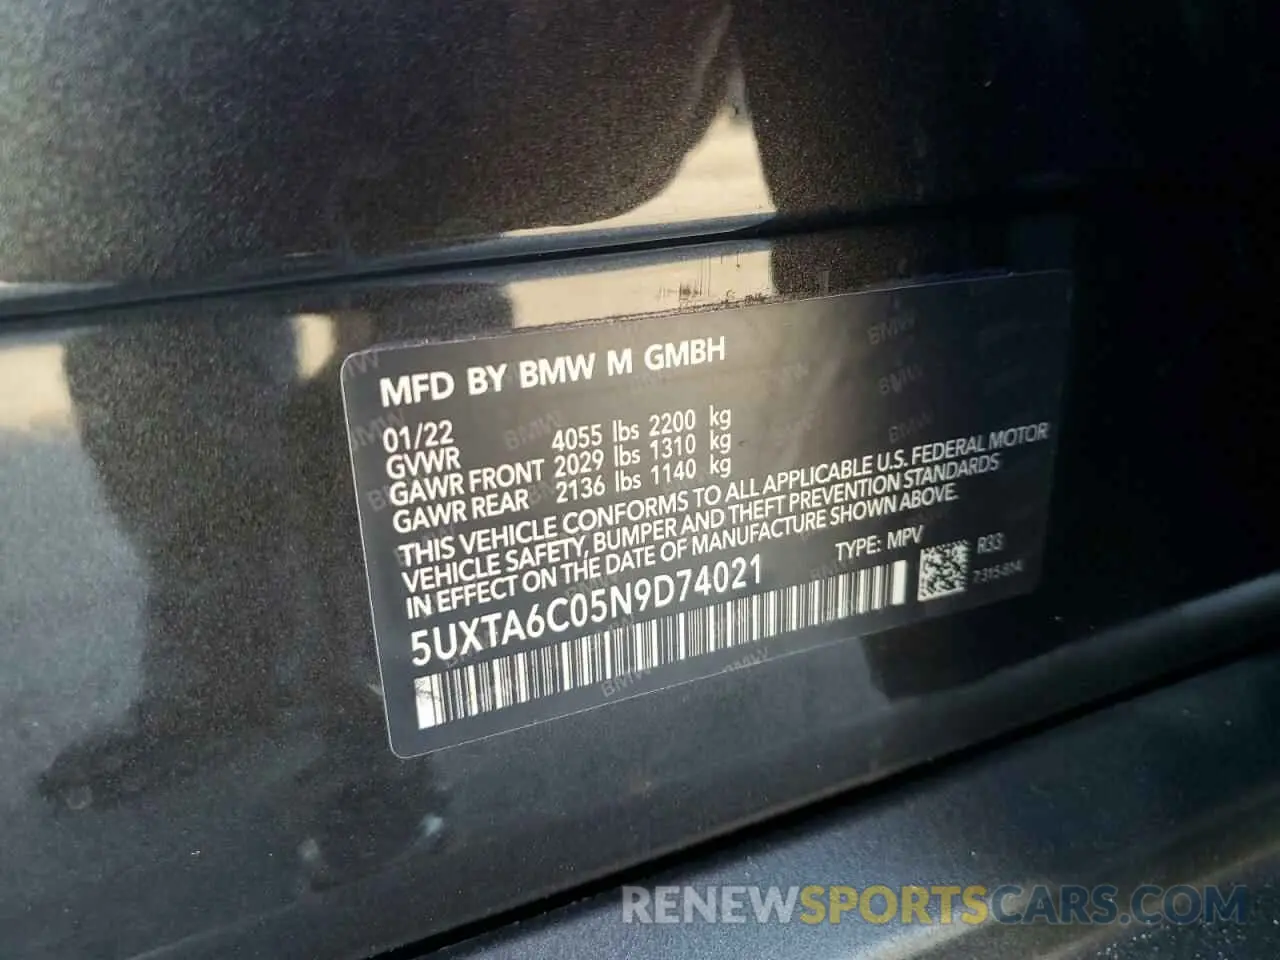 MFD BY BMW M GMBH
01/22
GVWR 4055 lbs 2200 kg
GAWR FRONT 2029 lbs 1310 kg
GAWR REAR 2136 lbs 1140 kg
THIS VEHICLE CONFORMS TO ALL APPLICABLE U.S. FEDERAL MOTOR
VEHICLE SAFETY, BUMPER AND THEFT PREVENTION STANDARDS
IN EFFECT ON THE DATE OF MANUFACTURE SHOWN ABOVE.
TYPE: MPV
5UXTA6C05N9D74021
R33
RENEWSPORTSCARS.COM